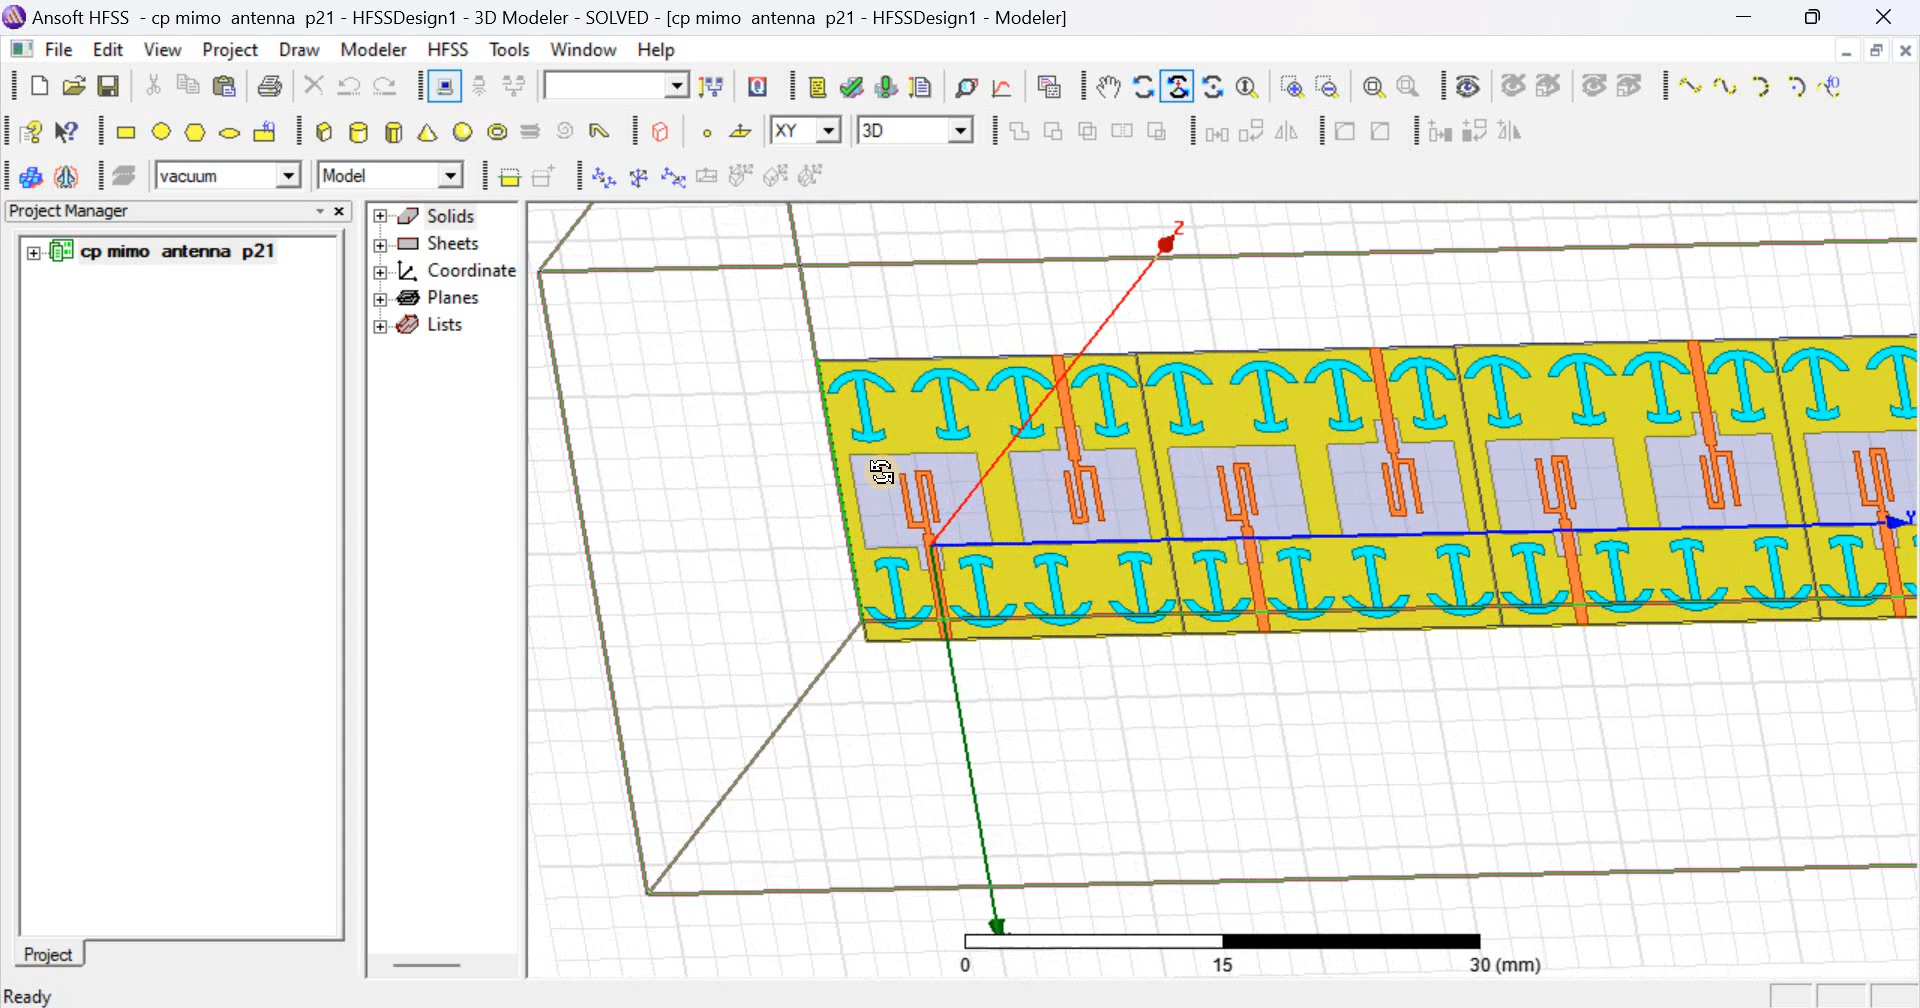 Ansoft HFSS - cp mimo antenna p21 - HFSSDesign1 - 3D Modeler - SOLVED - [cp mimo antenna p21 - HFSSDesign1 - Modeler]
File Edit View Project Draw Modeler HFSS Tools Window Help
XY 3D
vacuum Model
Project Manager
cp mimo antenna p21
Solids
Sheets
Coordinate
Planes
Lists
Z
Y
0 15 30 (mm)
Project
Ready